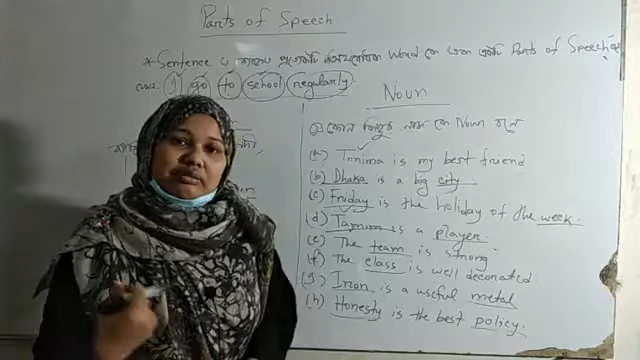 Parts of Speech
* Sentence এ ব্যবহৃত প্রত্যেকটি word কে এক একটি Parts of Speech বলে
I go to school regularly
Noun
কোন কিছুর নাম কে Noun বলে
(a) Tanima is my best friend
(b) Dhaka is a big city
(c) Friday is the holiday of the week
(d) is a player.
(e) The team is strong
(f) The class is well decorated
(g) Iron is a useful metal
(h) Honesty is the best policy.